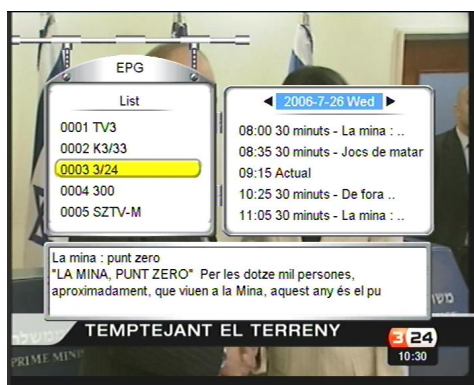 EPG
List
0001 TV3
0002 K3/33
0003 3/24
0004 300
0005 SZTV-M
2006-7-26 Wed
08:00 30 minuts - La mina : ..
08:35 30 minuts - Jocs de matar
09:15 Actual
10:25 30 minuts - De fora ..
11:05 30 minuts - La mina : ..
La mina : punt zero
"LA MINA, PUNT ZERO" Per les dotze mil persones,
aproximadament, que viuen a la Mina, aquest any és el pu
TEMPTEJANT EL TERRENY
3 24
10:30
PRIME MINI